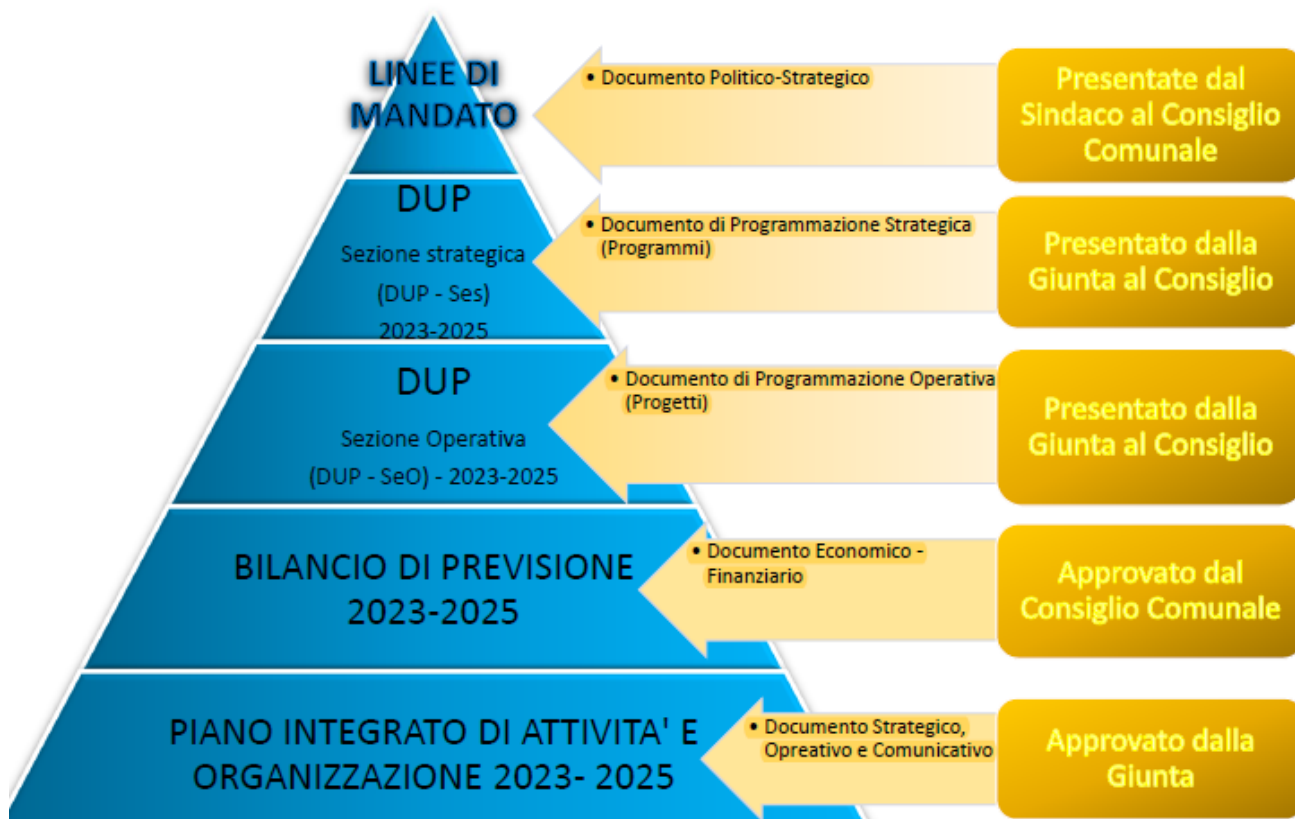 LINEE DI
MANDATO
• Documento Politico-Strategico
Presentate dal
Sindaco al Consiglio
Comunale
DUP
Sezione strategica
(DUP - Ses)
2023-2025
• Documento di Programmazione Strategica
(Programmi)
Presentato dalla
Giunta al Consiglio
DUP
Sezione Operativa
(DUP - SeO) - 2023-2025
• Documento di Programmazione Operativa
(Progetti)
Presentato dalla
Giunta al Consiglio
BILANCIO DI PREVISIONE
2023-2025
• Documento Economico -
Finanziario
Approvato dal
Consiglio Comunale
PIANO INTEGRATO DI ATTIVITA' E
ORGANIZZAZIONE 2023- 2025
• Documento Strategico,
Opreativo e Comunicativo
Approvato dalla
Giunta